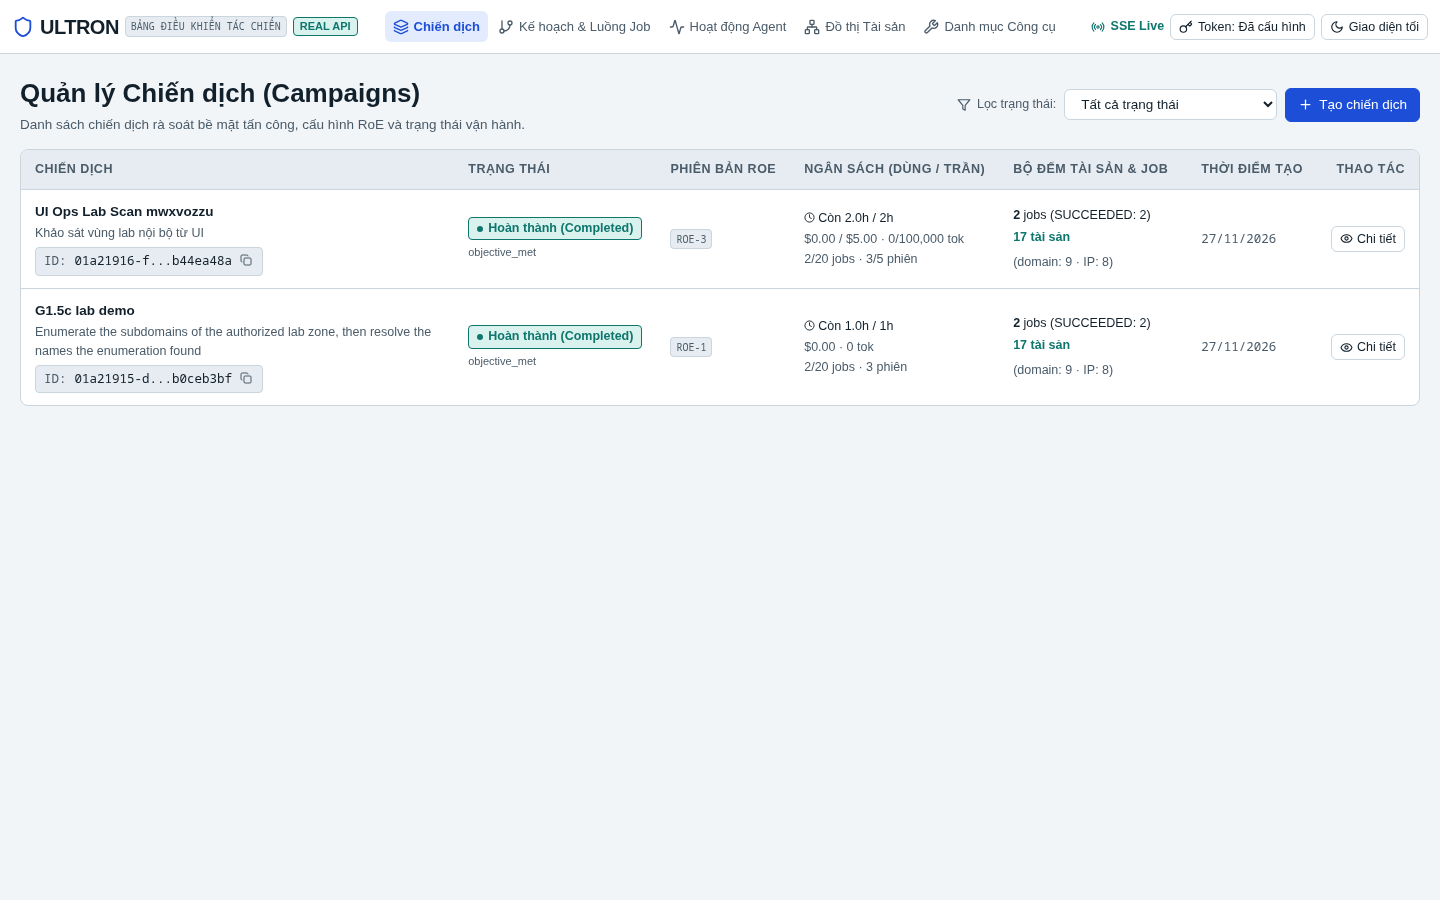 ULTRON BẢNG ĐIỀU KHIỂN TÁC CHIẾN REAL API Chiến dịch Kế hoạch & Luồng Job Hoạt động Agent Đồ thị Tài sản Danh mục Công cụ SSE Live Token: Đã cấu hình Giao diện tối
Quản lý Chiến dịch (Campaigns)
Danh sách chiến dịch rà soát bề mặt tấn công, cấu hình RoE và trạng thái vận hành.
Lọc trạng thái: Tất cả trạng thái Tạo chiến dịch
CHIẾN DỊCH TRẠNG THÁI PHIÊN BẢN ROE NGÂN SÁCH (DÙNG / TRẦN) BỘ ĐẾM TÀI SẢN & JOB THỜI ĐIỂM TẠO THAO TÁC
UI Ops Lab Scan mwxvozzu
Khảo sát vùng lab nội bộ từ UI
ID: 01a21916-f...b44ea48a
Hoàn thành (Completed)
objective_met
ROE-3
Còn 2.0h / 2h
$0.00 / $5.00 · 0/100,000 tok
2/20 jobs · 3/5 phiên
2 jobs (SUCCEEDED: 2)
17 tài sản
(domain: 9 · IP: 8)
27/11/2026
Chi tiết
G1.5c lab demo
Enumerate the subdomains of the authorized lab zone, then resolve the
names the enumeration found
ID: 01a21915-d...b0ceb3bf
Hoàn thành (Completed)
objective_met
ROE-1
Còn 1.0h / 1h
$0.00 · 0 tok
2/20 jobs · 3 phiên
2 jobs (SUCCEEDED: 2)
17 tài sản
(domain: 9 · IP: 8)
27/11/2026
Chi tiết